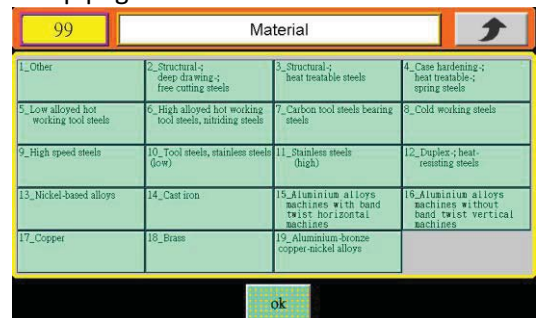 99
Material
1_Other
2_Structural-;
deep drawing-;
free cutting steels
3_Structural-;
heat treatable steels
4_Case hardening-;
heat treatable-;
spring steels
5_Low alloyed hot
working tool steels
6_High alloyed hot working
tool steels, nitriding steels
7_Carbon tool steels bearing
steels
8_Cold working steels
9_High speed steels
10_Tool steels, stainless steels
(low)
11_Stainless steels
(high)
12_Duplex-; heat-
resisting steels
13_Nickel-based alloys
14_Cast iron
15_Aluminium alloys
machines with band
twist horizontal
machines
16_Aluminium alloys
machines without
band twist vertical
machines
17_Copper
18_Brass
19_Aluminium-bronze
copper-nickel alloys
ok